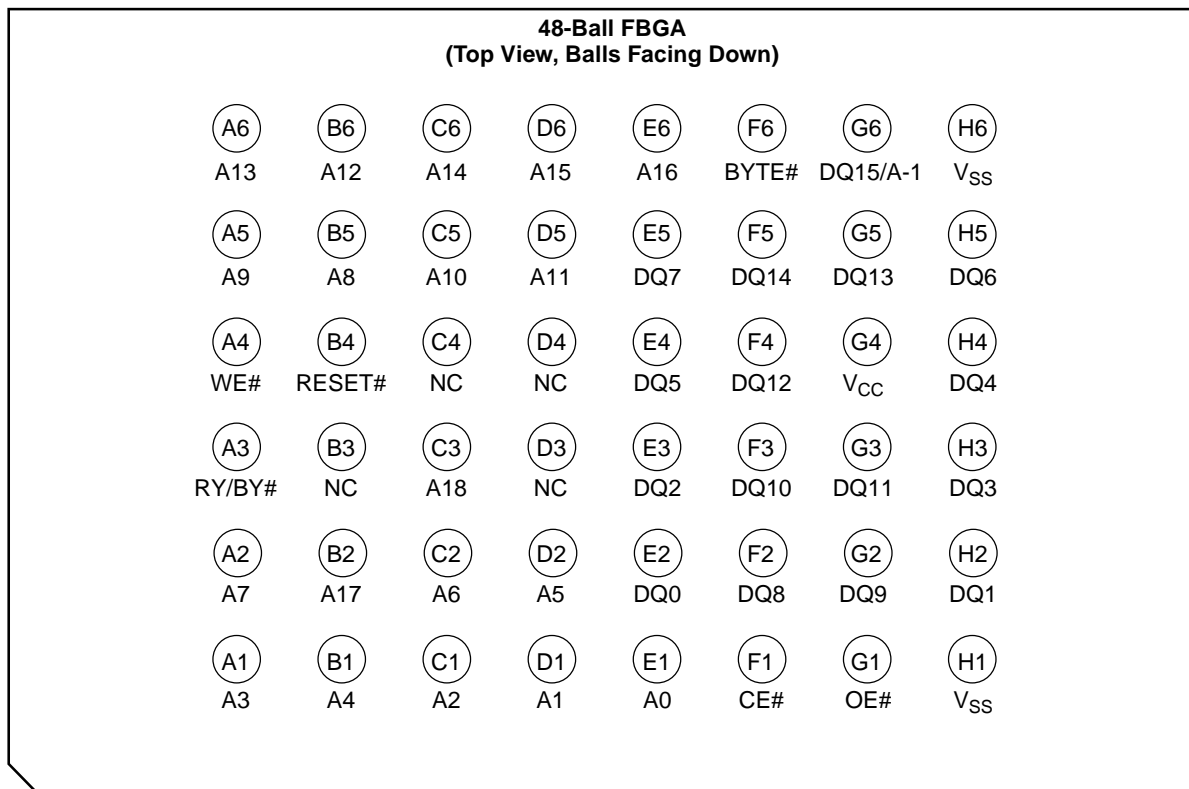 48-Ball FBGA
(Top View, Balls Facing Down)
A6 B6 C6 D6 E6 F6 G6 H6
A13 A12 A14 A15 A16 BYTE# DQ15/A-1 VSS
A5 B5 C5 D5 E5 F5 G5 H5
A9 A8 A10 A11 DQ7 DQ14 DQ13 DQ6
A4 B4 C4 D4 E4 F4 G4 H4
WE# RESET# NC NC DQ5 DQ12 VCC DQ4
A3 B3 C3 D3 E3 F3 G3 H3
RY/BY# NC A18 NC DQ2 DQ10 DQ11 DQ3
A2 B2 C2 D2 E2 F2 G2 H2
A7 A17 A6 A5 DQ0 DQ8 DQ9 DQ1
A1 B1 C1 D1 E1 F1 G1 H1
A3 A4 A2 A1 A0 CE# OE# VSS